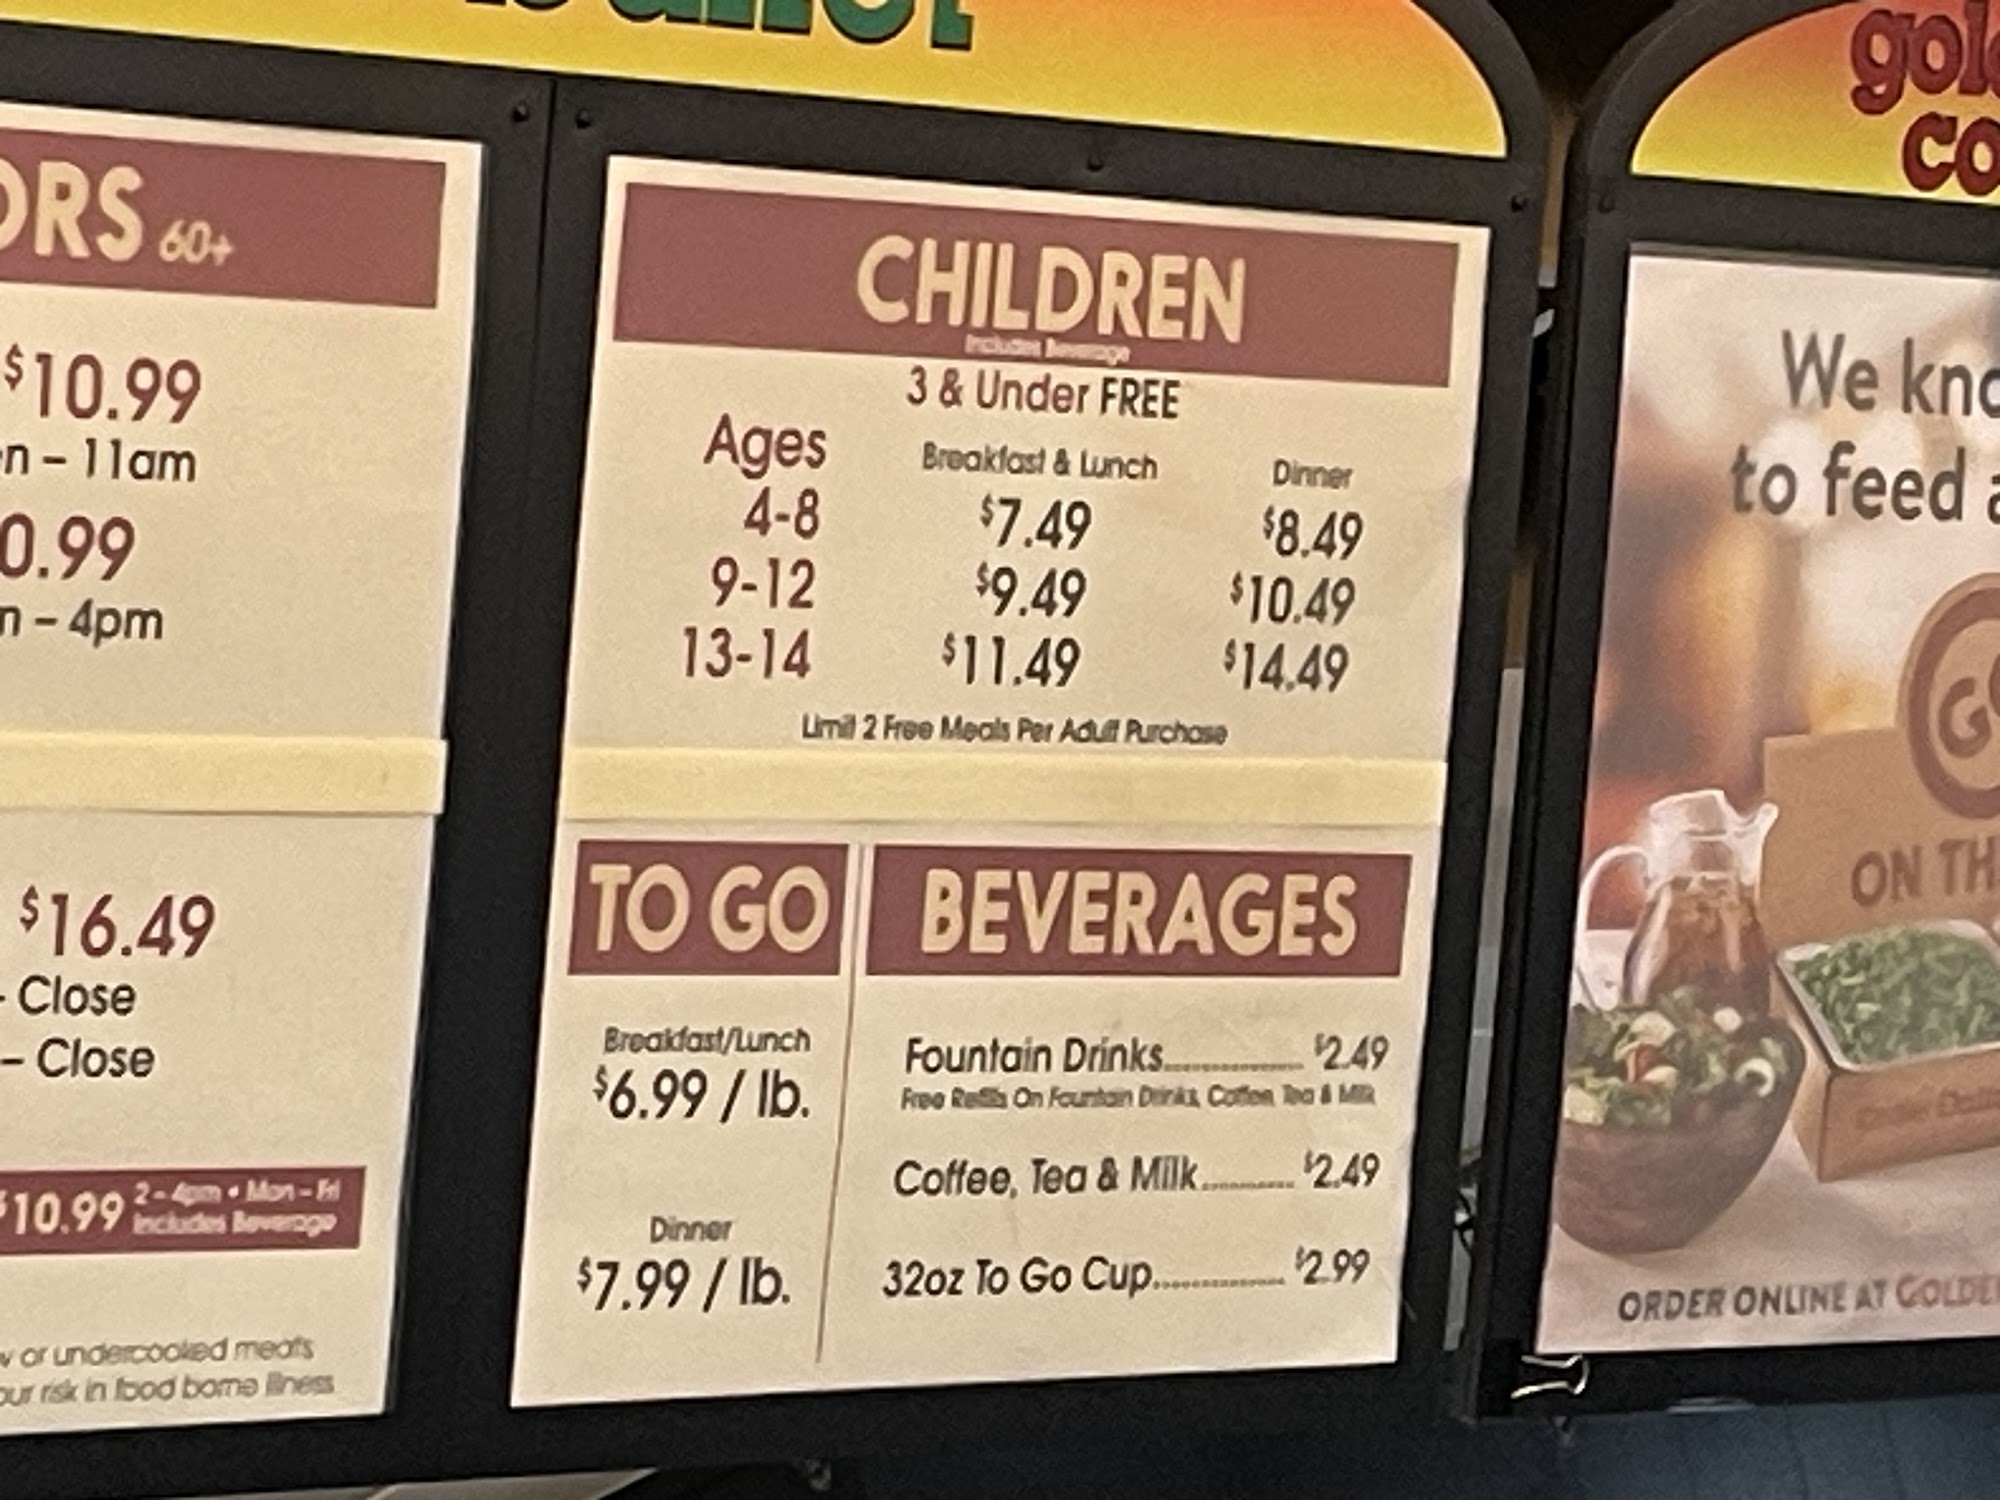 ORS 60+
$10.99
n – 11am
0.99
n – 4pm
$16.49
- Close
– Close
$10.99 2–4pm • Mon–Fri
Includes Beverage
or undercooked meats
our risk in food borne illness
CHILDREN
Includes Beverage
3 & Under FREE
Ages Breakfast & Lunch Dinner
4-8 $7.49 $8.49
9-12 $9.49 $10.49
13-14 $11.49 $14.49
Limit 2 Free Meals Per Adult Purchase
TO GO
Breakfast/Lunch
$6.99 / lb.
Dinner
$7.99 / lb.
BEVERAGES
Fountain Drinks............... $2.49
Free Refills On Fountain Drinks, Coffee, Tea & Milk
Coffee, Tea & Milk.......... $2.49
32oz To Go Cup.............. $2.99
gol
co
We kno
to feed a
GO
ON TH
ORDER ONLINE AT GOLDE